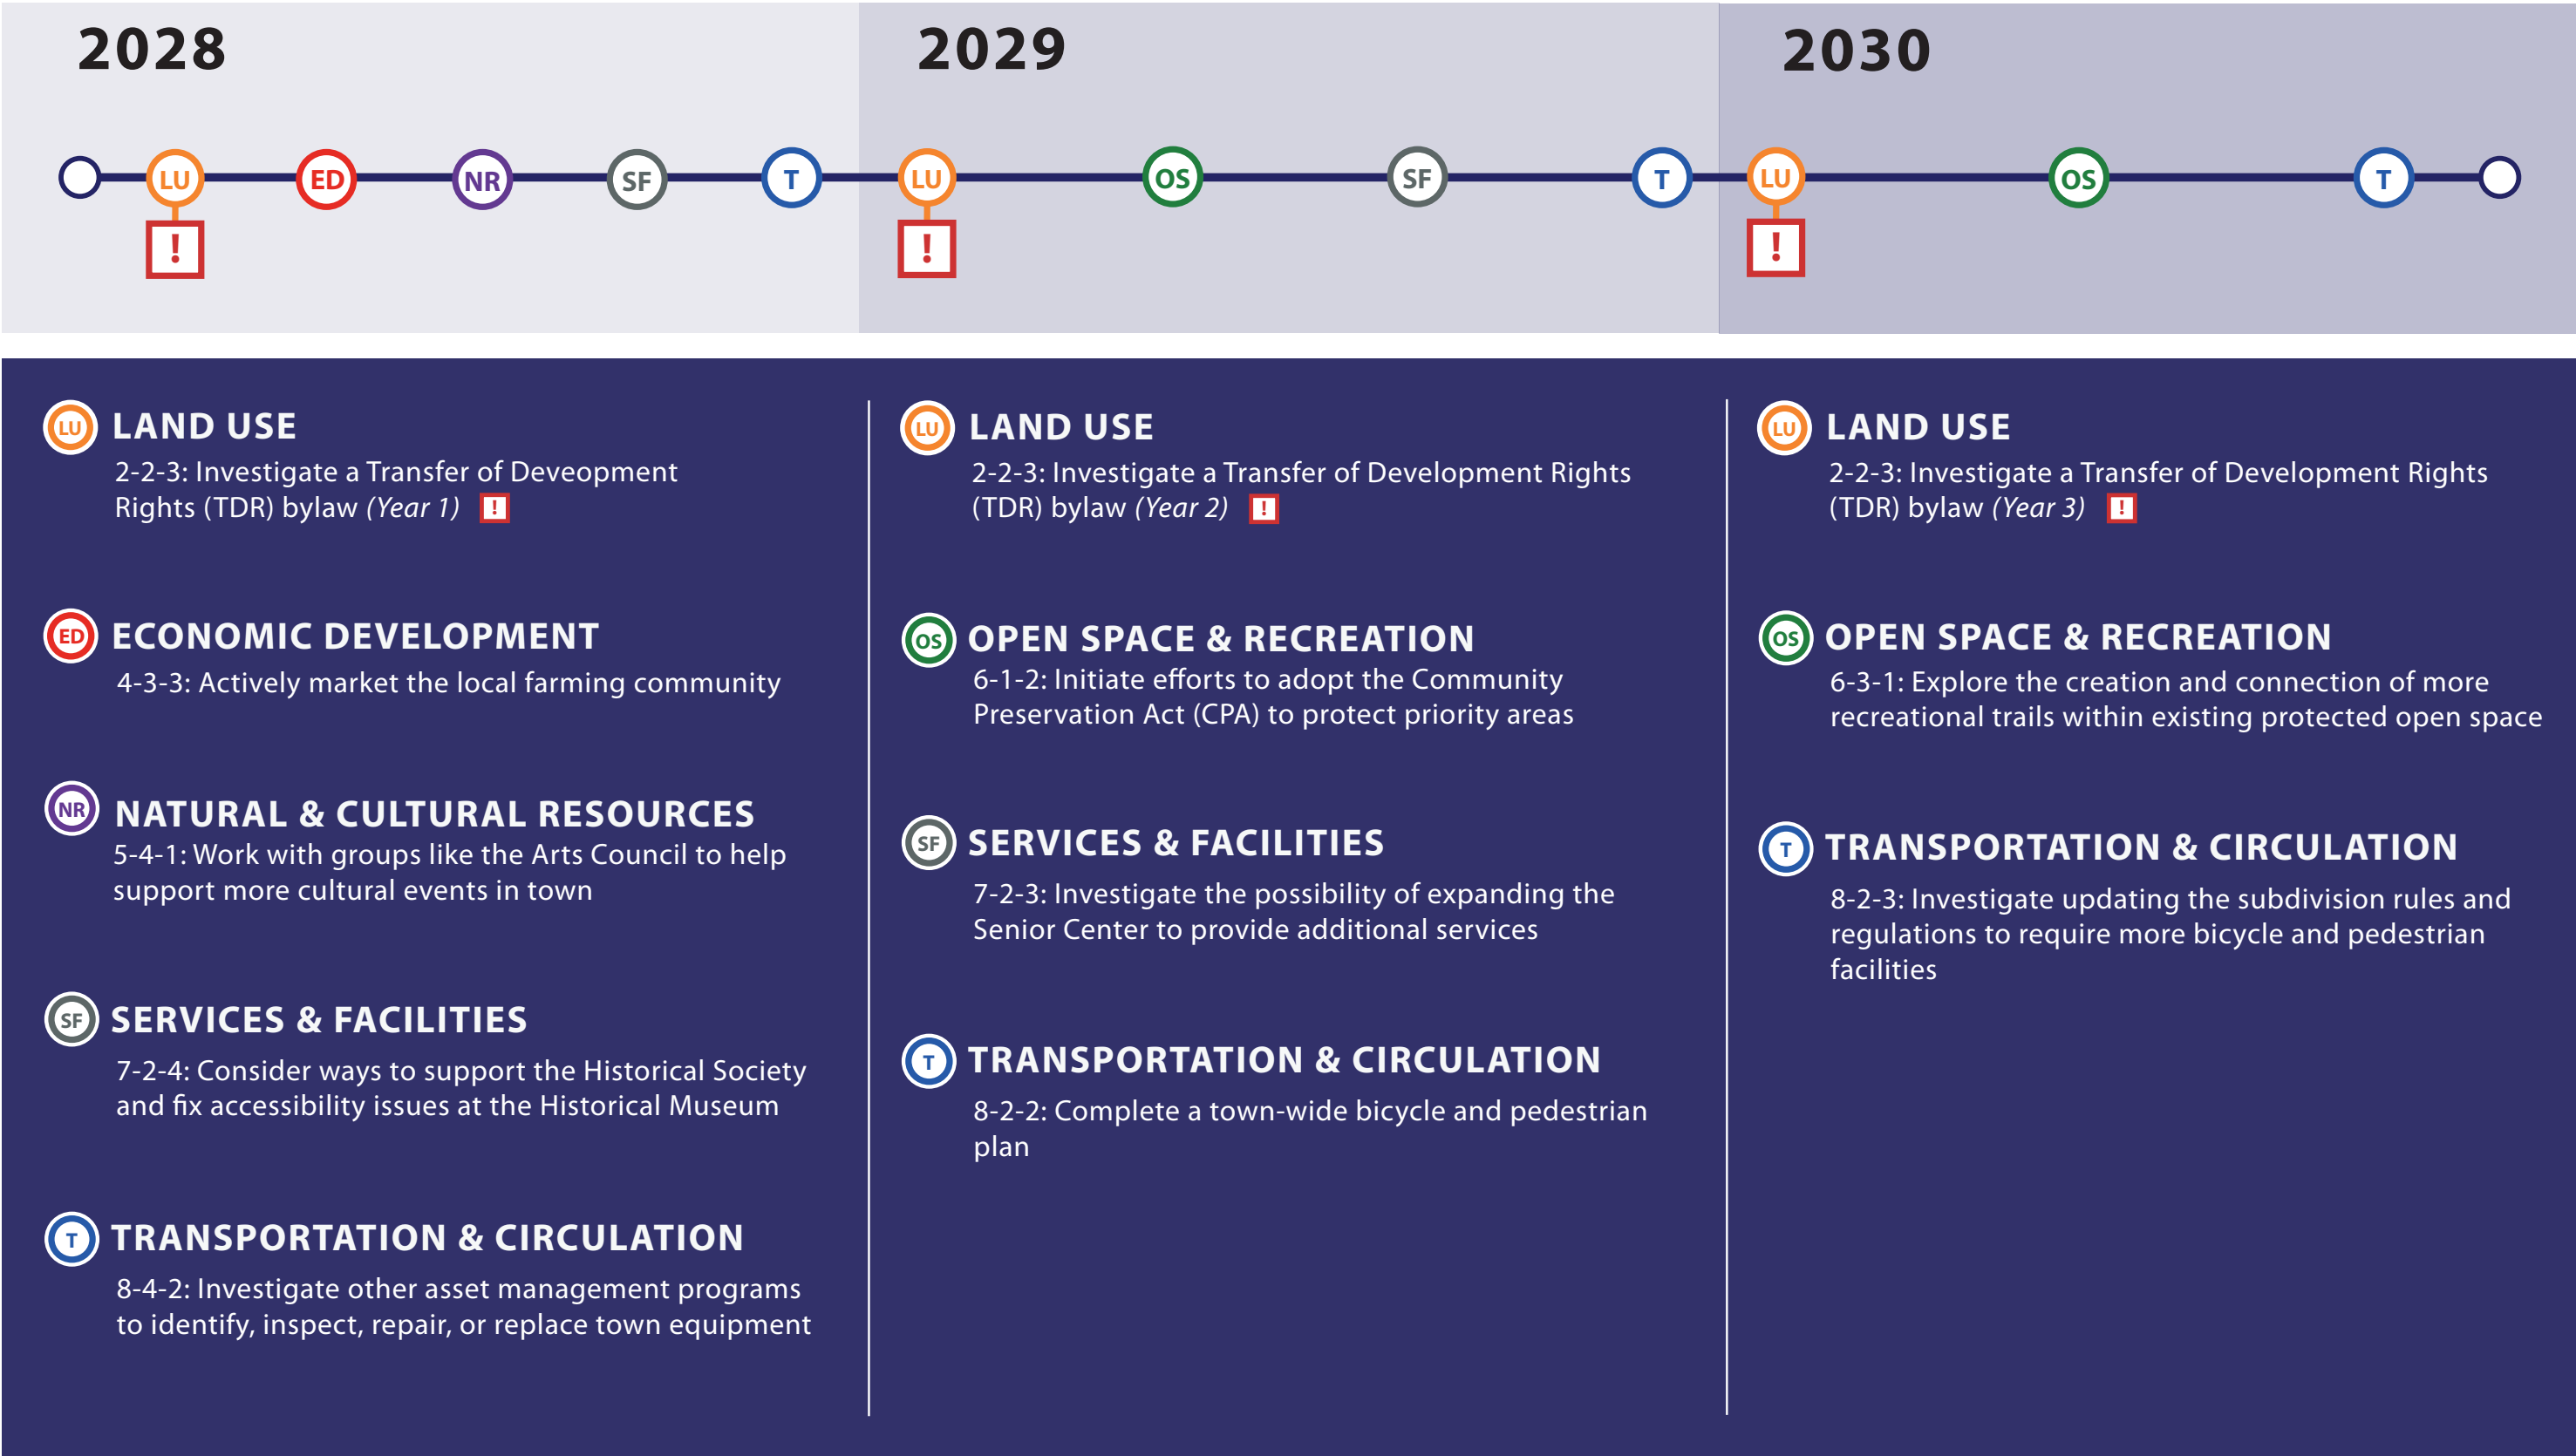 2028
2029
2030
LU
ED
NR
SF
T
LU
OS
SF
T
LU
OS
T
!
!
!
LU LAND USE
2-2-3: Investigate a Transfer of Deveopment
Rights (TDR) bylaw (Year 1) !
ED ECONOMIC DEVELOPMENT
4-3-3: Actively market the local farming community
NR NATURAL & CULTURAL RESOURCES
5-4-1: Work with groups like the Arts Council to help
support more cultural events in town
SF SERVICES & FACILITIES
7-2-4: Consider ways to support the Historical Society
and fix accessibility issues at the Historical Museum
T TRANSPORTATION & CIRCULATION
8-4-2: Investigate other asset management programs
to identify, inspect, repair, or replace town equipment
LU LAND USE
2-2-3: Investigate a Transfer of Development Rights
(TDR) bylaw (Year 2) !
OS OPEN SPACE & RECREATION
6-1-2: Initiate efforts to adopt the Community
Preservation Act (CPA) to protect priority areas
SF SERVICES & FACILITIES
7-2-3: Investigate the possibility of expanding the
Senior Center to provide additional services
T TRANSPORTATION & CIRCULATION
8-2-2: Complete a town-wide bicycle and pedestrian
plan
LU LAND USE
2-2-3: Investigate a Transfer of Development Rights
(TDR) bylaw (Year 3) !
OS OPEN SPACE & RECREATION
6-3-1: Explore the creation and connection of more
recreational trails within existing protected open space
T TRANSPORTATION & CIRCULATION
8-2-3: Investigate updating the subdivision rules and
regulations to require more bicycle and pedestrian
facilities